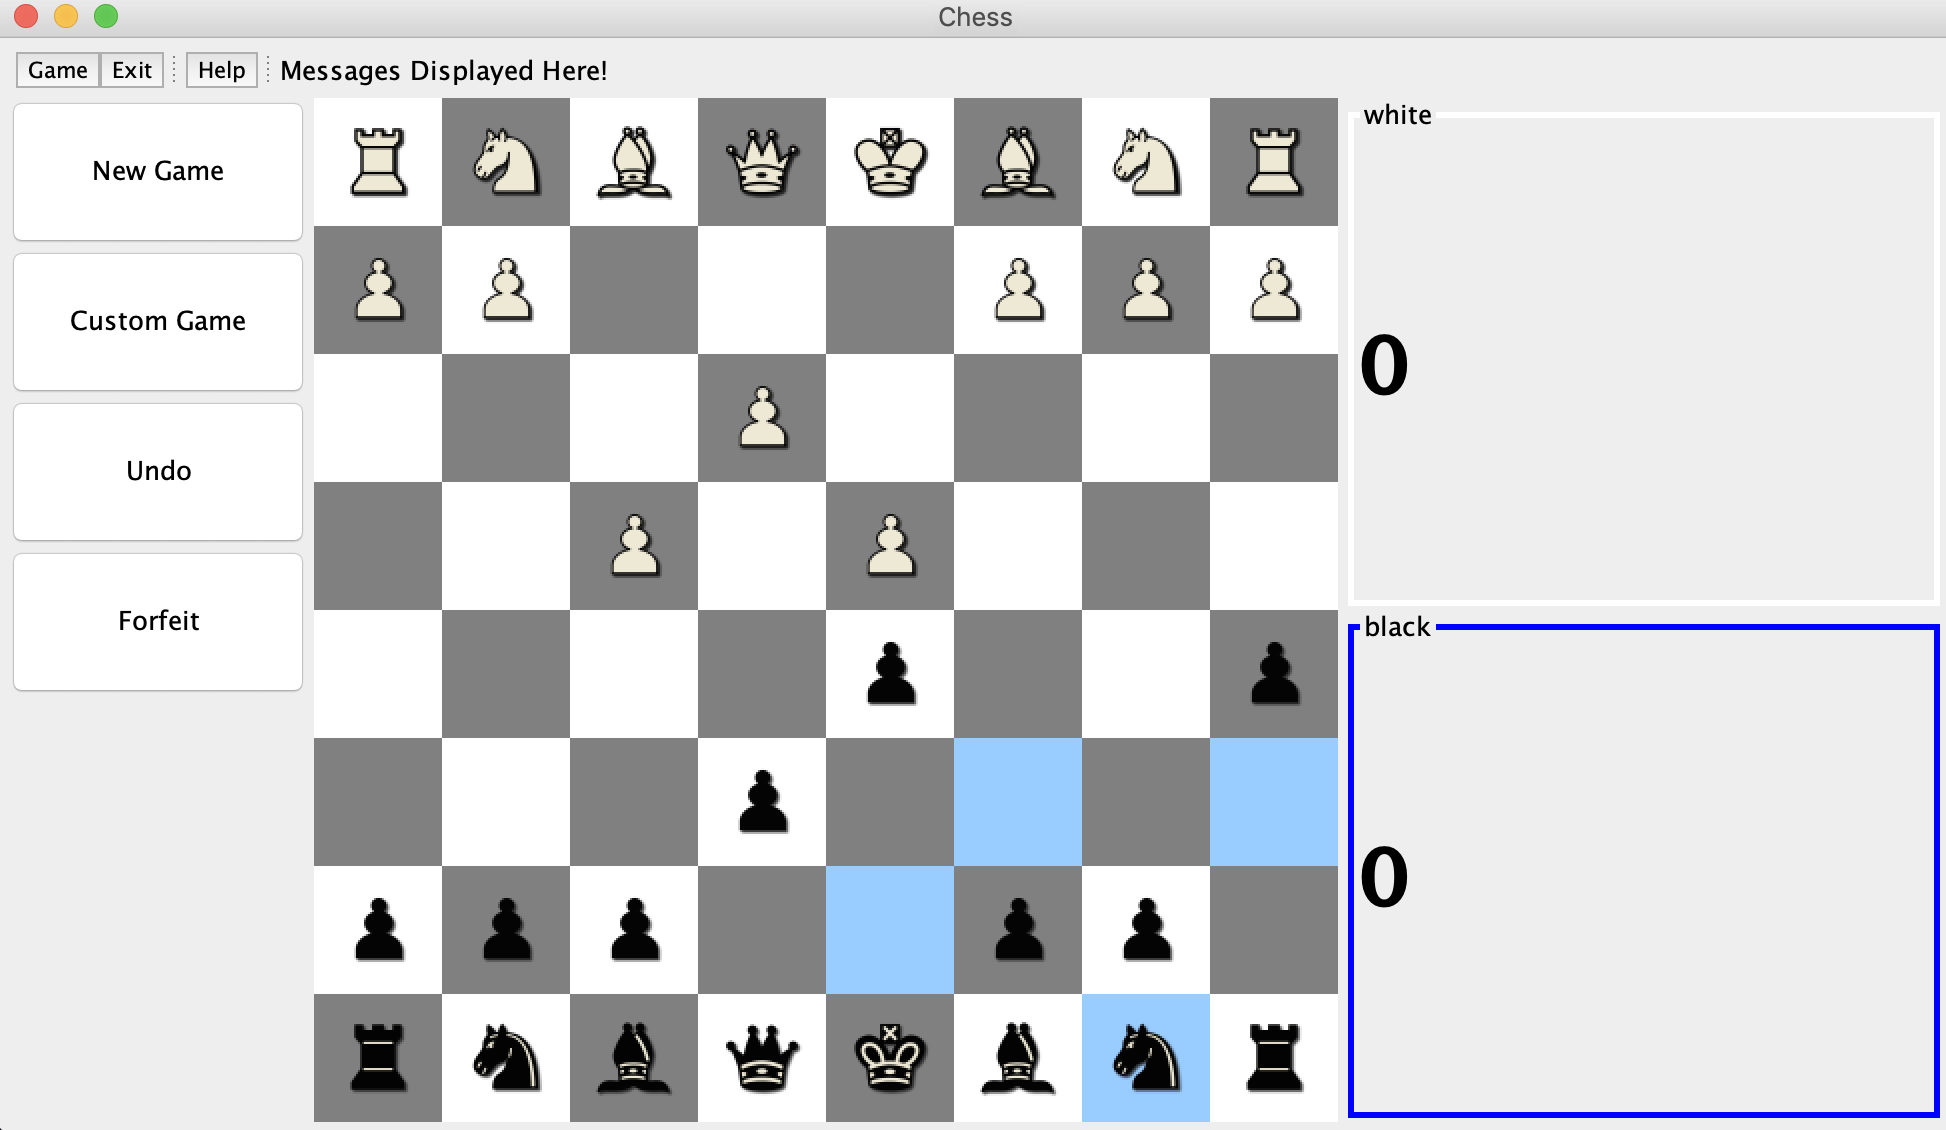 Chess
Game Exit Help Messages Displayed Here!
New Game
Custom Game
Undo
Forfeit
white
0
black
0